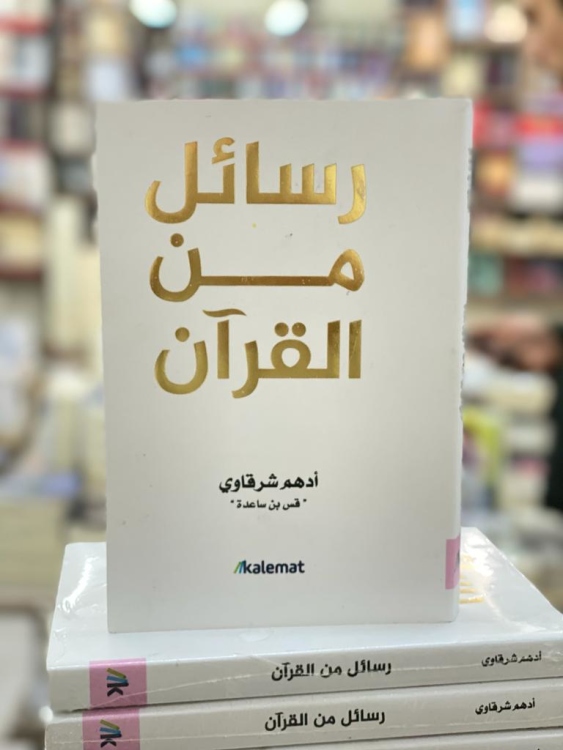 رسائل
من
القرآن
أدهم شرقاوي
"قس بن ساعدة"
kalemat
رسائل من القرآن
أدهم شرقاوي
رسائل من القرآن
أدهم شرقاوي